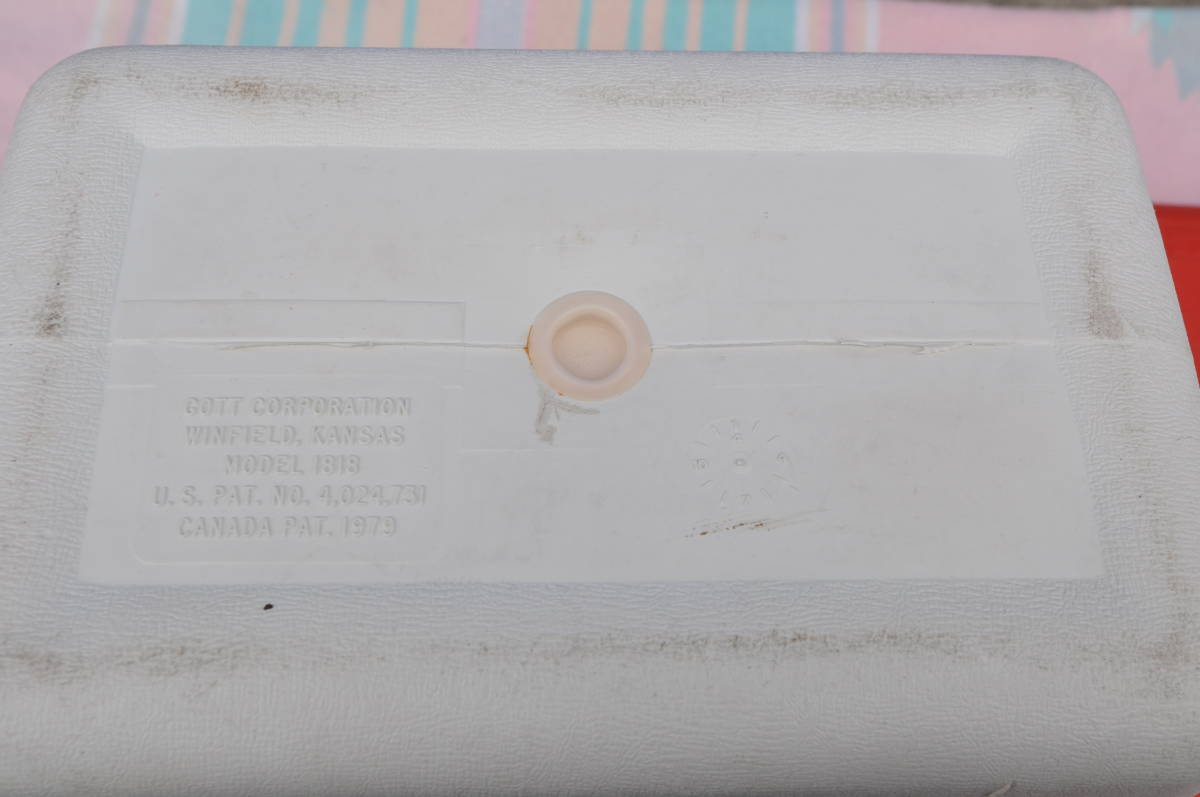 GOTT CORPORATION
WINFIELD, KANSAS
MODEL 1818
U. S. PAT. NO. 4,024,731
CANADA PAT. 1979